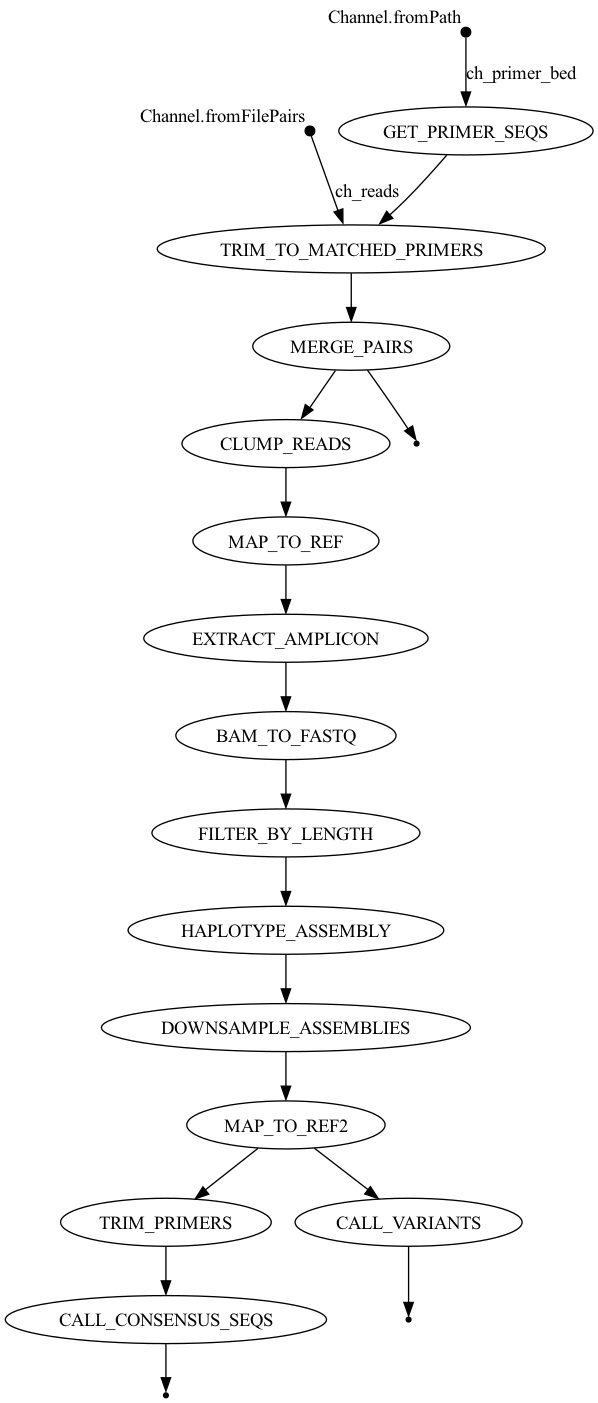 Channel.fromPath
ch_primer_bed
Channel.fromFilePairs
GET_PRIMER_SEQS
ch_reads
TRIM_TO_MATCHED_PRIMERS
MERGE_PAIRS
CLUMP_READS
MAP_TO_REF
EXTRACT_AMPLICON
BAM_TO_FASTQ
FILTER_BY_LENGTH
HAPLOTYPE_ASSEMBLY
DOWNSAMPLE_ASSEMBLIES
MAP_TO_REF2
TRIM_PRIMERS
CALL_VARIANTS
CALL_CONSENSUS_SEQS